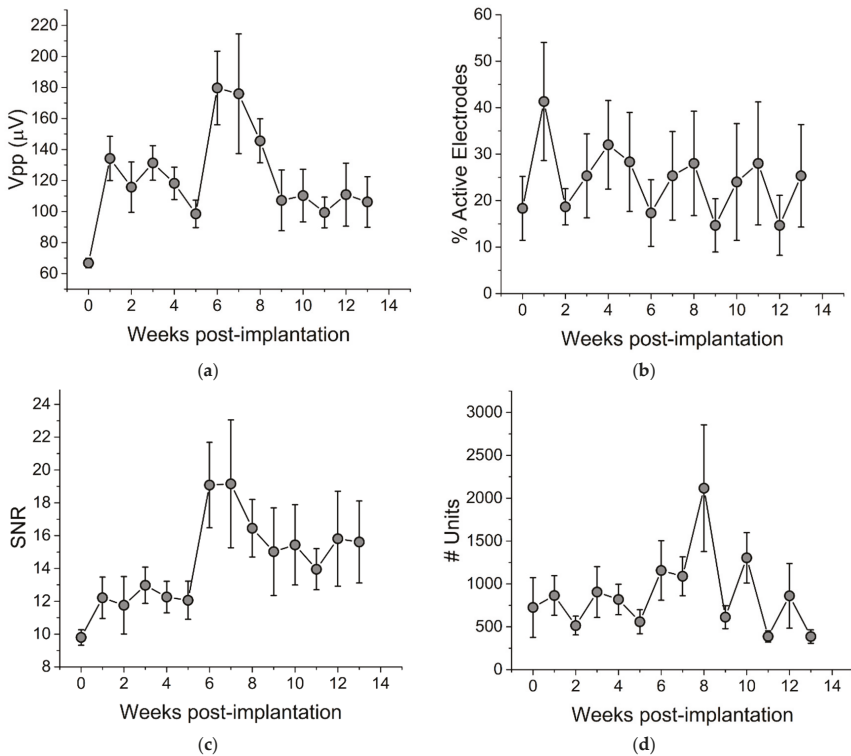 220
200
180
160
140
120
100
80
60
Vpp (µV)
0 2 4 6 8 10 12 14
Weeks post-implantation
(a)
60
50
40
30
20
10
0
% Active Electrodes
0 2 4 6 8 10 12 14
Weeks post-implantation
(b)
24
22
20
18
16
14
12
10
8
SNR
0 2 4 6 8 10 12 14
Weeks post-implantation
(c)
3000
2500
2000
1500
1000
500
0
# Units
0 2 4 6 8 10 12 14
Weeks post-implantation
(d)